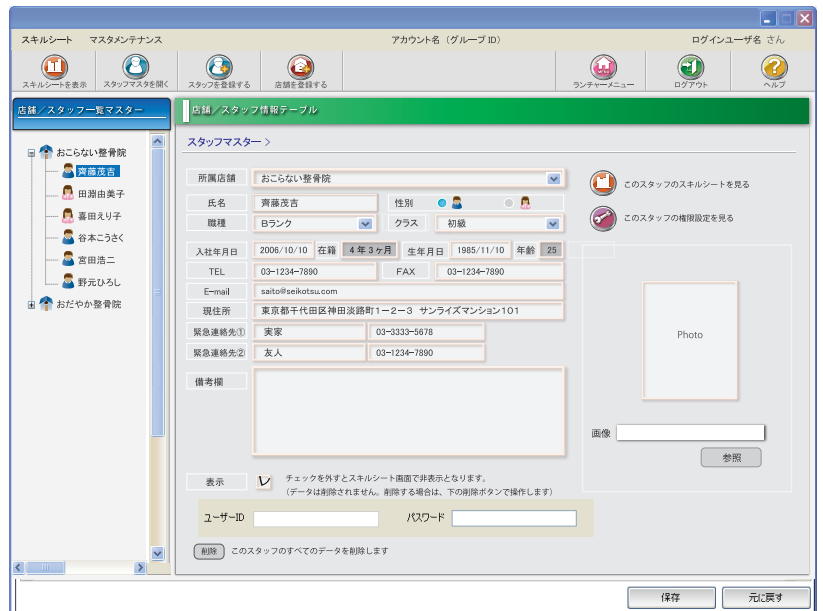 スキルシート マスタメンテナンス アカウント名（グループID） ログインユーザ名 さん
スキルシートを表示 スタッフマスタを開く スタッフを登録する 店舗を登録する ランチャーメニュー ログアウト ヘルプ
店舗／スタッフ一覧マスター
店舗／スタッフ情報テーブル
おこらない整骨院
齊藤茂吉
田淵由美子
喜田えり子
谷本こうさく
宮田浩二
野元ひろし
おだやか整骨院
スタッフマスター ＞
所属店舗 おこらない整骨院
氏名 齊藤茂吉 性別
職種 Bランク クラス 初級
入社年月日 2006/10/10 在籍 4年3ヶ月 生年月日 1985/11/10 年齢 25
TEL 03-1234-7890 FAX 03-1234-7890
E-mail saito@seikotsu.com
現住所 東京都千代田区神田淡路町1－2－3 サンライズマンション101
緊急連絡先① 実家 03-3333-5678
緊急連絡先② 友人 03-1234-7890
備考欄
このスタッフのスキルシートを見る
このスタッフの権限設定を見る
Photo
画像
参照
表示 レ チェックを外すとスキルシート画面で非表示となります。
（データは削除されません。削除する場合は、下の削除ボタンで操作します）
ユーザーID パスワード
削除 このスタッフのすべてのデータを削除します
保存 元に戻す